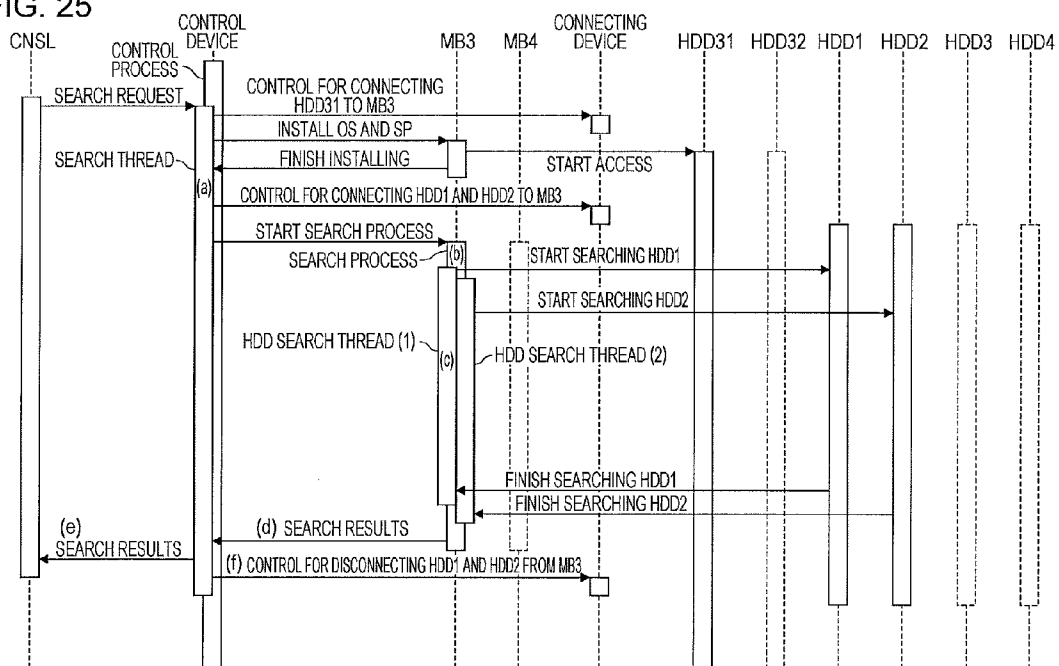 FIG. 25
CNSL
CONTROL
DEVICE
CONTROL
PROCESS
MB3
MB4
CONNECTING
DEVICE
HDD31
HDD32
HDD1
HDD2
HDD3
HDD4
SEARCH REQUEST
CONTROL FOR CONNECTING
HDD31 TO MB3
INSTALL OS AND SP
SEARCH THREAD
FINISH INSTALLING
START ACCESS
(a)
CONTROL FOR CONNECTING HDD1 AND HDD2 TO MB3
START SEARCH PROCESS
SEARCH PROCESS
(b)
START SEARCHING HDD1
START SEARCHING HDD2
HDD SEARCH THREAD (1)
(c)
HDD SEARCH THREAD (2)
FINISH SEARCHING HDD1
FINISH SEARCHING HDD2
(e)
SEARCH RESULTS
(d) SEARCH RESULTS
(f) CONTROL FOR DISCONNECTING HDD1 AND HDD2 FROM MB3